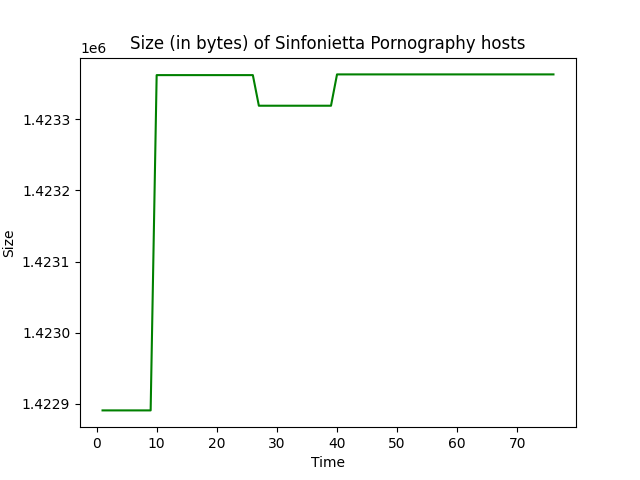 1e6
Size (in bytes) of Sinfonietta Pornography hosts
1.4233
1.4232
1.4231
1.4230
1.4229
Size
0 10 20 30 40 50 60 70
Time